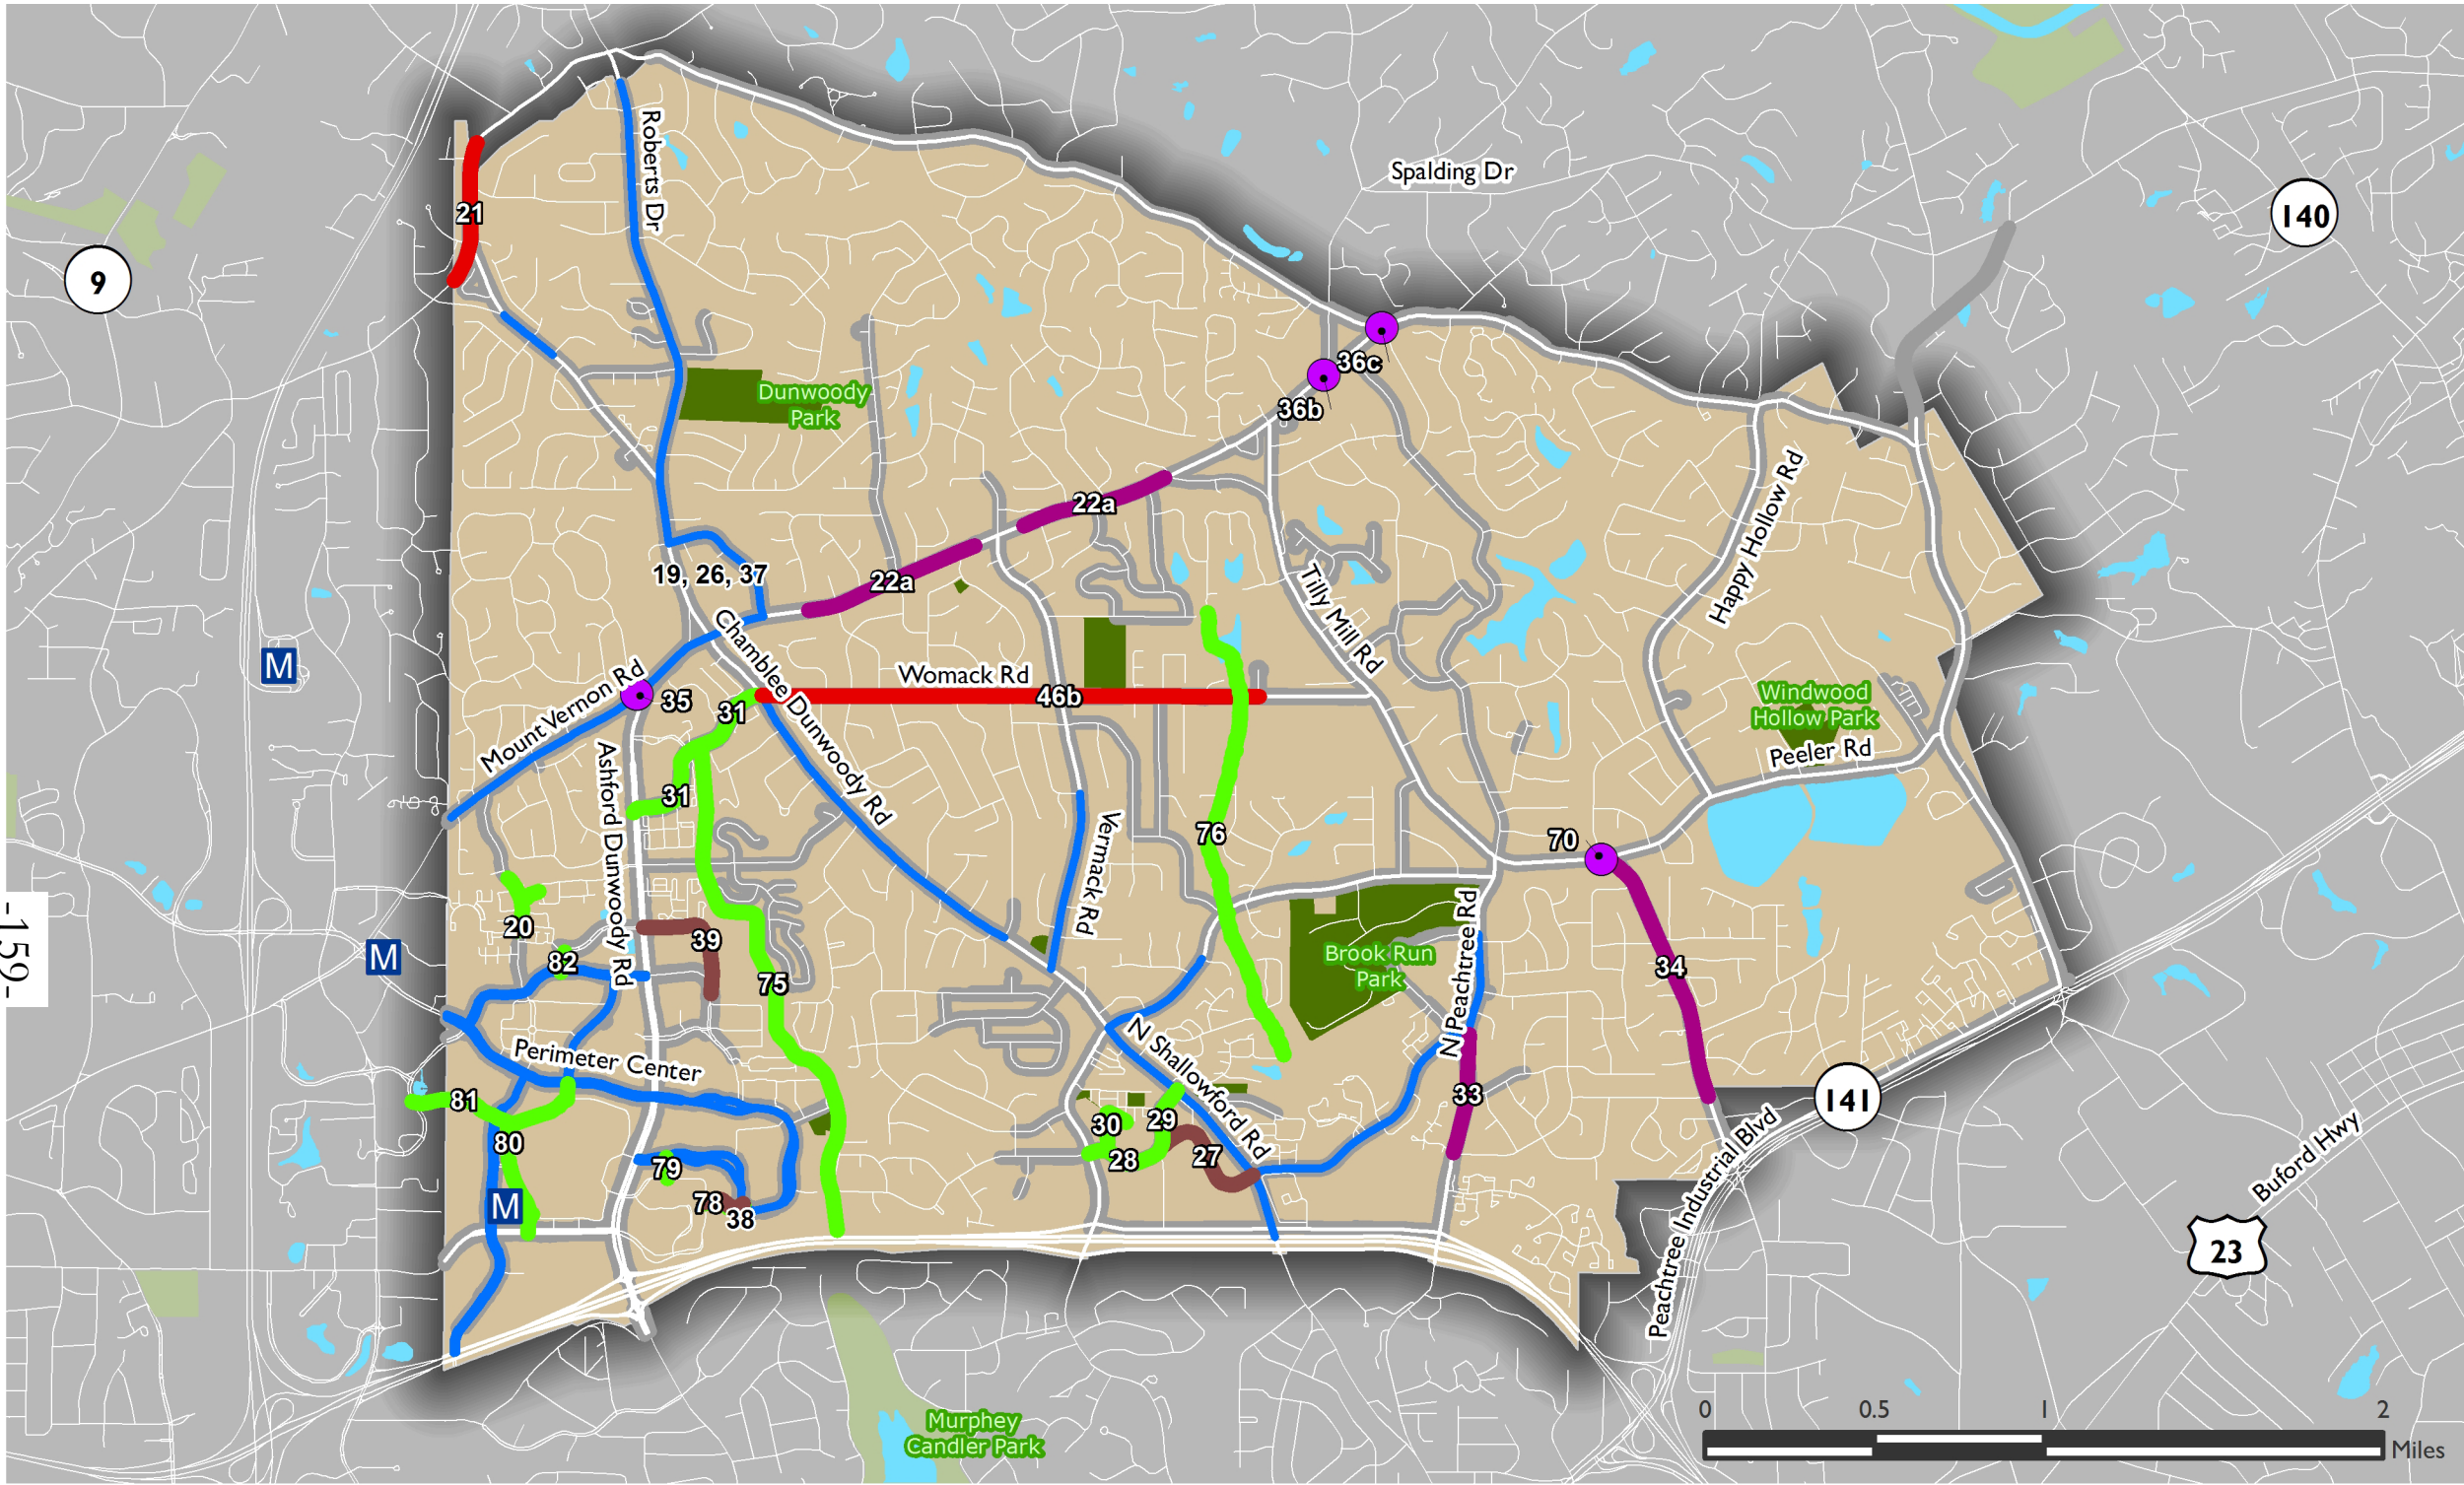 Roberts Dr
Spalding Dr
140
21
9
36c
Dunwoody
Park
36b
Happy Hollow Rd
22a
22a
19, 26, 37
Tilly Mill Rd
Chamblee Dunwoody Rd
M
Womack Rd
46b
Mount Vernon Rd
35
31
Windwood
Hollow Park
Peeler Rd
Ashford Dunwoody Rd
31
Vermack Rd
76
70
20
39
82
M
-159-
75
Brook Run
Park
N Peachtree Rd
34
N Shallowford Rd
Perimeter Center
81
33
141
30
29
80
28
27
79
M
78
38
Peachtree Industrial Blvd
Buford Hwy
23
Murphey
Candler Park
0 0.5 1 2
Miles